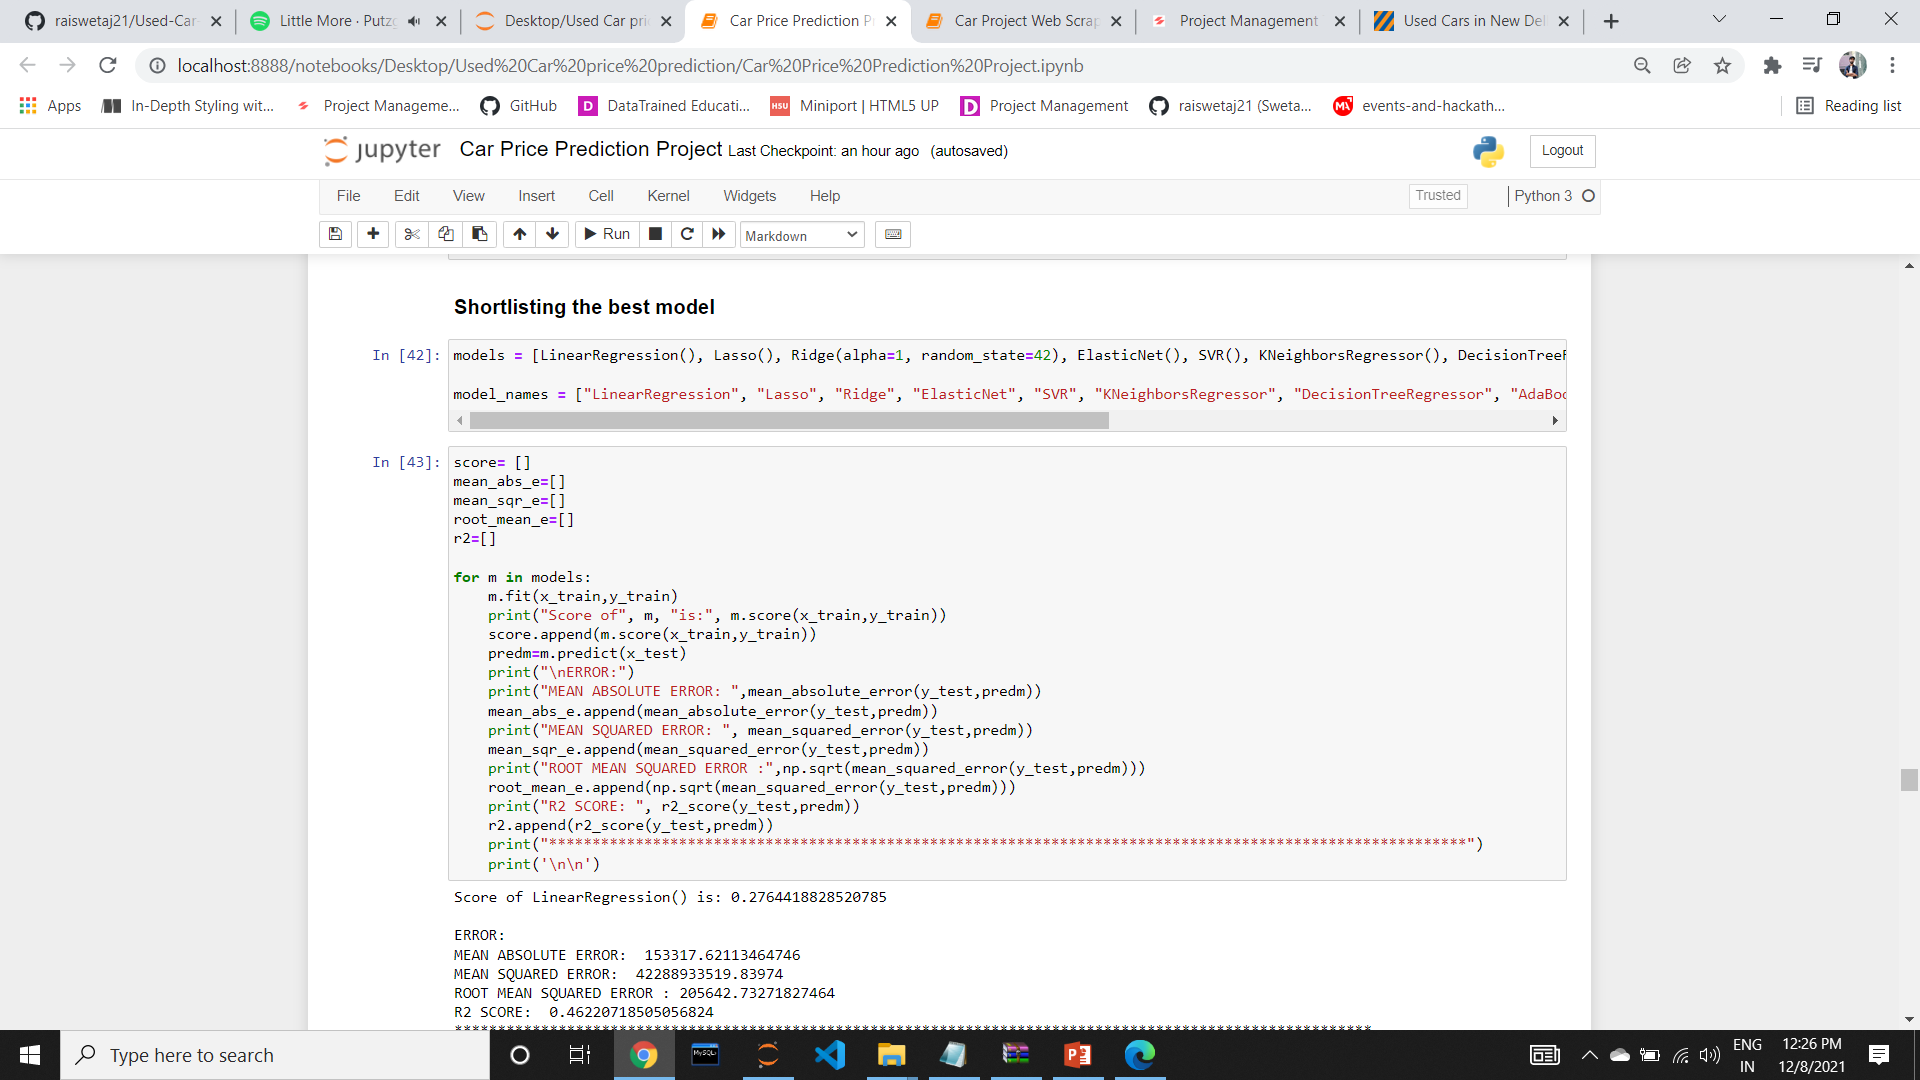 raiswetaj21/Used-Car-
Little More · Putzg
Desktop/Used Car pri
Car Price Prediction P
Car Project Web Scrap
Project Management
Used Cars in New Del
localhost:8888/notebooks/Desktop/Used%20Car%20price%20prediction/Car%20Price%20Prediction%20Project.ipynb
Apps
In-Depth Styling wit...
Project Manageme...
GitHub
DataTrained Educati...
HSU
Miniport | HTML5 UP
Project Management
raiswetaj21 (Sweta...
events-and-hackath...
Reading list
jupyter
Car Price Prediction Project Last Checkpoint: an hour ago (autosaved)
Logout
File Edit View Insert Cell Kernel Widgets Help
Trusted
Python 3
Run
Markdown
Shortlisting the best model
In [42]:
models = [LinearRegression(), Lasso(), Ridge(alpha=1, random_state=42), ElasticNet(), SVR(), KNeighborsRegressor(), DecisionTreeR
model_names = ["LinearRegression", "Lasso", "Ridge", "ElasticNet", "SVR", "KNeighborsRegressor", "DecisionTreeRegressor", "AdaBoo
In [43]:
score= []
mean_abs_e=[]
mean_sqr_e=[]
root_mean_e=[]
r2=[]
for m in models:
    m.fit(x_train,y_train)
    print("Score of", m, "is:", m.score(x_train,y_train))
    score.append(m.score(x_train,y_train))
    predm=m.predict(x_test)
    print("\nERROR:")
    print("MEAN ABSOLUTE ERROR: ",mean_absolute_error(y_test,predm))
    mean_abs_e.append(mean_absolute_error(y_test,predm))
    print("MEAN SQUARED ERROR: ", mean_squared_error(y_test,predm))
    mean_sqr_e.append(mean_squared_error(y_test,predm))
    print("ROOT MEAN SQUARED ERROR :",np.sqrt(mean_squared_error(y_test,predm)))
    root_mean_e.append(np.sqrt(mean_squared_error(y_test,predm)))
    print("R2 SCORE: ", r2_score(y_test,predm))
    r2.append(r2_score(y_test,predm))
    print("**********************************************************************************************************")
    print('\n\n')
Score of LinearRegression() is: 0.2764418828520785
ERROR:
MEAN ABSOLUTE ERROR:  153317.62113464746
MEAN SQUARED ERROR:  42288933519.83974
ROOT MEAN SQUARED ERROR : 205642.73271827464
R2 SCORE:  0.46220718505056824
**********************************************************************************************************
Type here to search
MySQL
ENG
IN
12:26 PM
12/8/2021